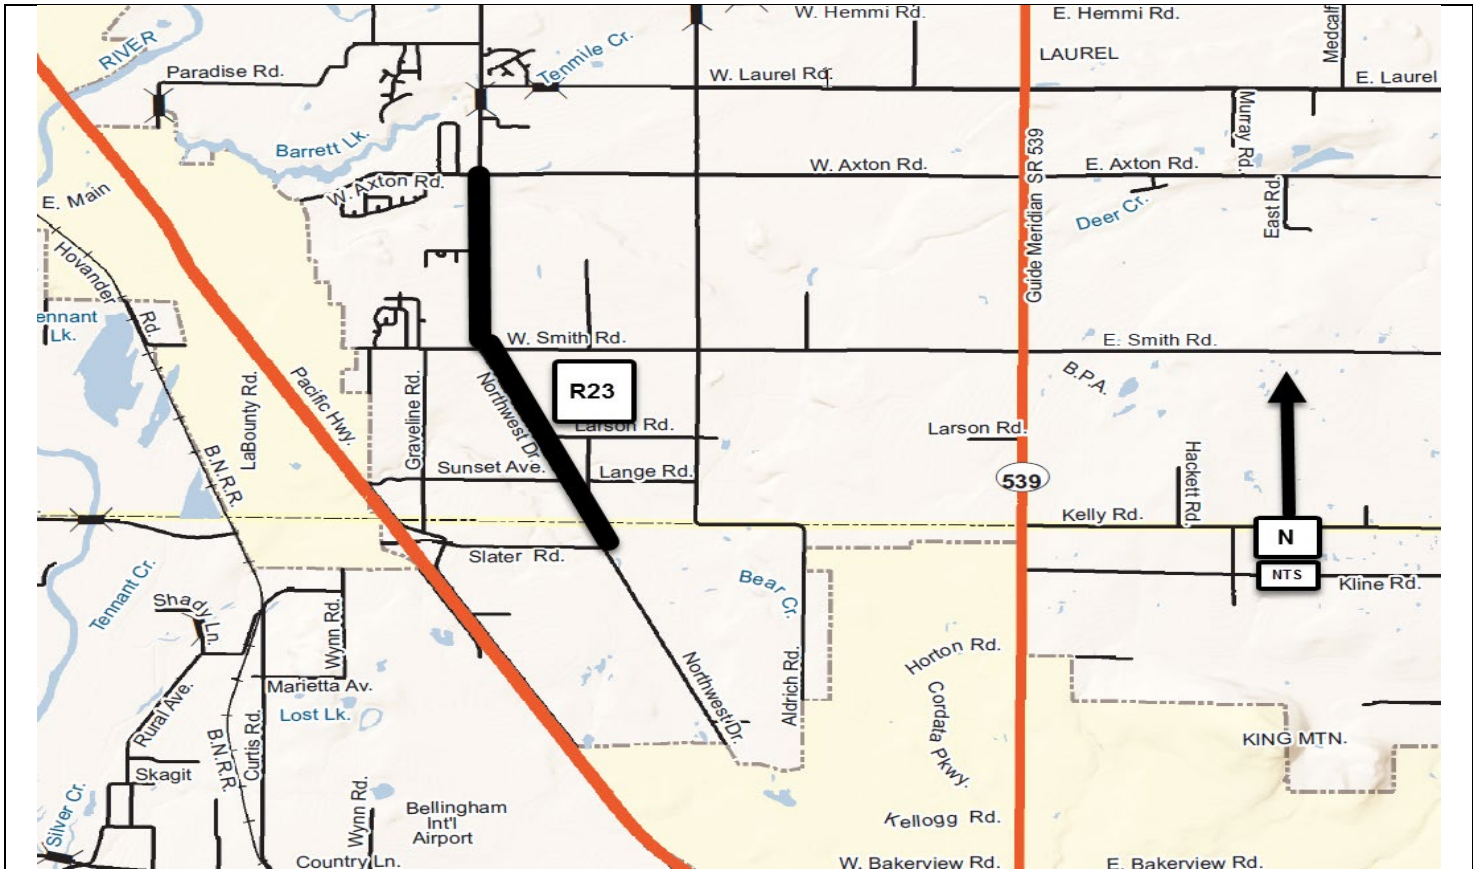 W. Hemmi Rd.
E. Hemmi Rd.
RIVER
Tenmile Cr.
LAUREL
Medcalf
Paradise Rd.
W. Laurel Rd.
E. Laurel
Murray Rd.
Barrett Lk.
W. Axton Rd.
W. Axton Rd.
E. Axton Rd.
E. Main
Guide Meridian SR 539
Deer Cr.
East Rd.
Hovander
Rd.
ennant
Lk.
W. Smith Rd.
E. Smith Rd.
Pacific Hwy.
LaBounty Rd.
Graveline Rd.
Northwest Dr.
R23
B.P.A.
Larson Rd.
Larson Rd.
Sunset Ave.
Lange Rd.
B.N.R.R.
539
Hackett Rd.
Kelly Rd.
N
NTS
Slater Rd.
Kline Rd.
Tennant Cr.
Bear Cr.
Shady Ln.
Wynn Rd.
Horton Rd.
Marietta Av.
Northwest Dr.
Aldrich Rd.
Cordata Pkwy.
Rural Ave.
Lost Lk.
B.N.R.R.
Curtis Rd.
KING MTN.
Skagit
Silver Cr.
Wynn Rd.
Bellingham
Int'l
Airport
Kellogg Rd.
Country Ln.
W. Bakerview Rd.
E. Bakerview Rd.